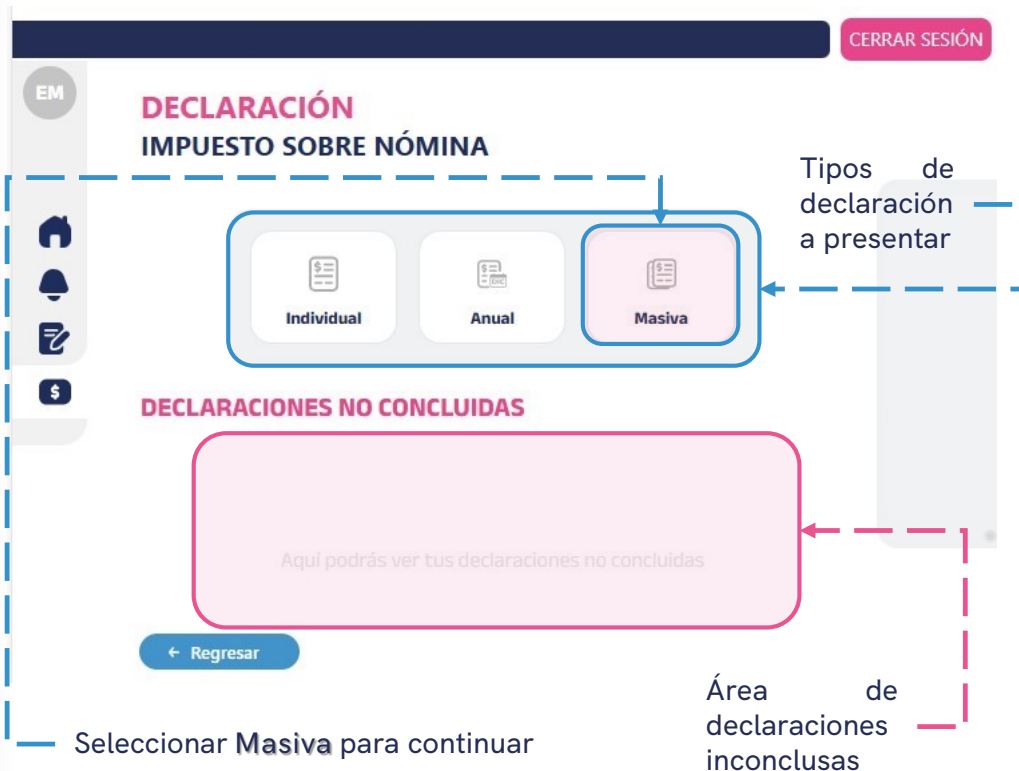 CERRAR SESIÓN
EM
DECLARACIÓN
IMPUESTO SOBRE NÓMINA
Tipos de
declaración
a presentar
Individual
Anual
Masiva
DECLARACIONES NO CONCLUIDAS
Aquí podrás ver tus declaraciones no concluidas
← Regresar
Área de
declaraciones
inconclusas
Seleccionar Masiva para continuar